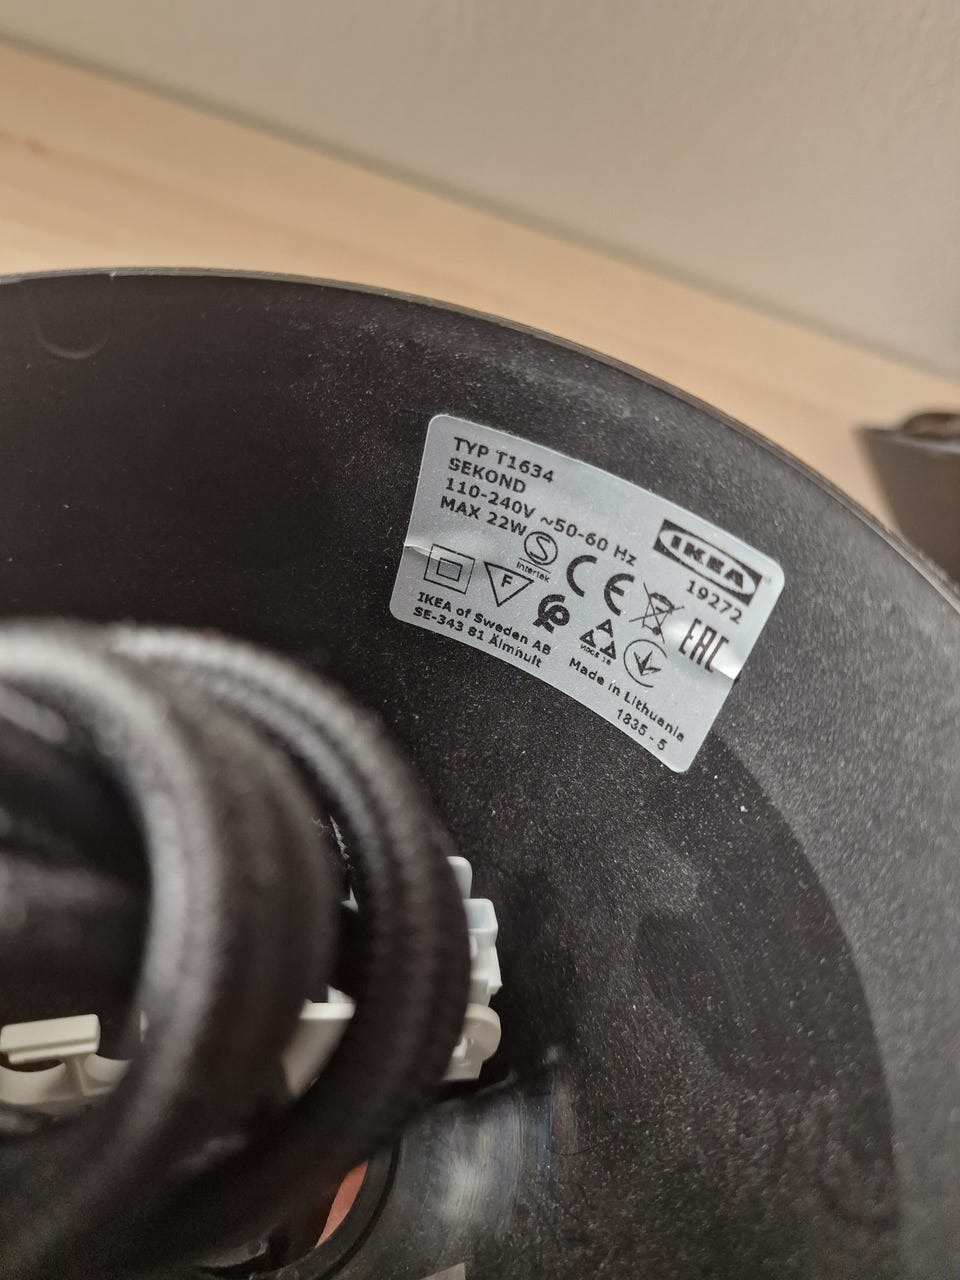 TYP T1634
SEKOND
110-240V ~50-60 Hz
MAX 22W
IKEA
19272
S
Intertek
CE
F
EAC
IKEA of Sweden AB
SE-343 81 Älmhult
Made in Lithuania
1835 - 5